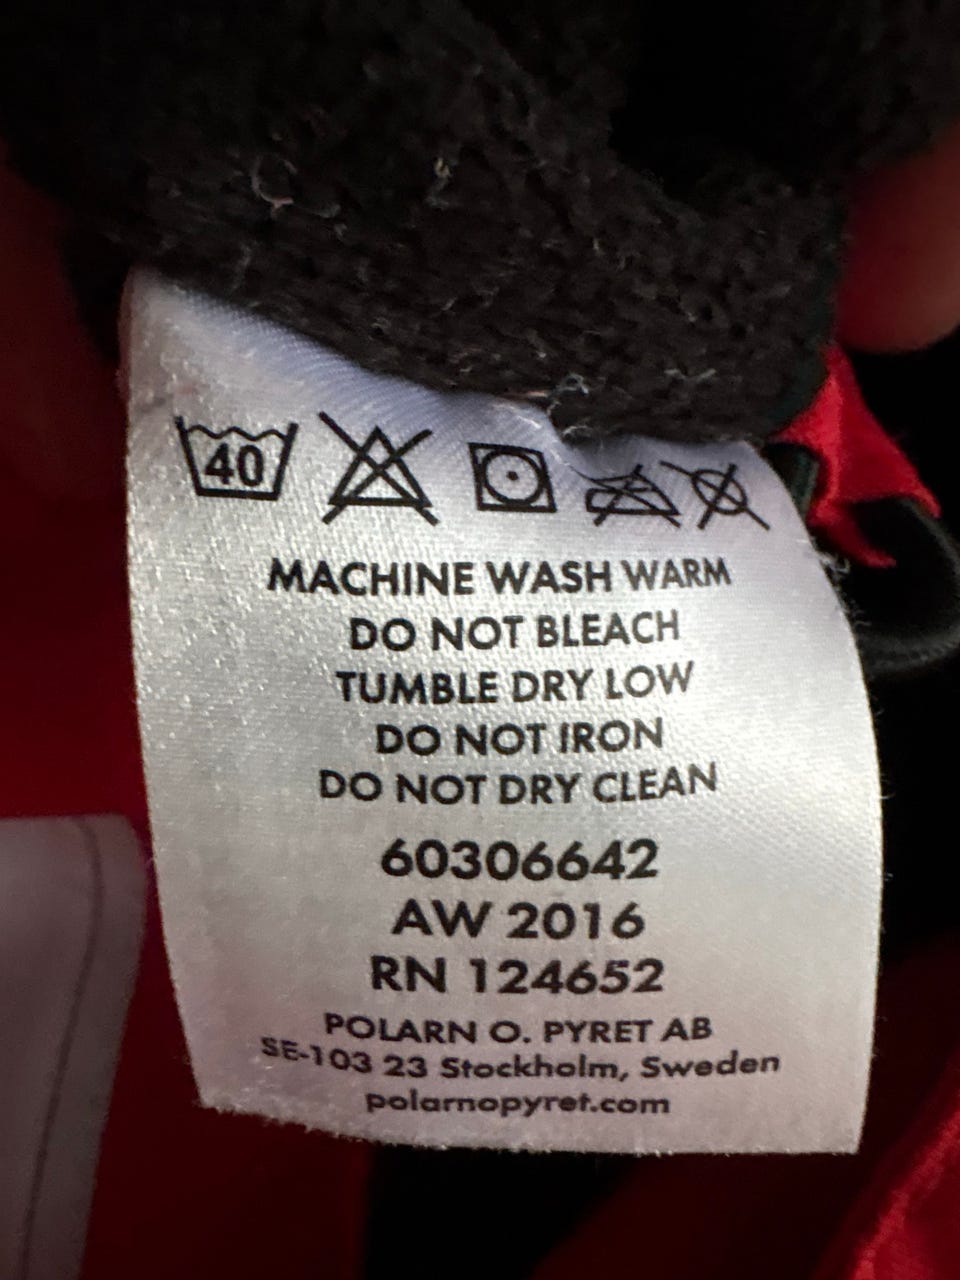 40
MACHINE WASH WARM
DO NOT BLEACH
TUMBLE DRY LOW
DO NOT IRON
DO NOT DRY CLEAN
60306642
AW 2016
RN 124652
POLARN O. PYRET AB
SE-103 23 Stockholm, Sweden
polarnopyret.com